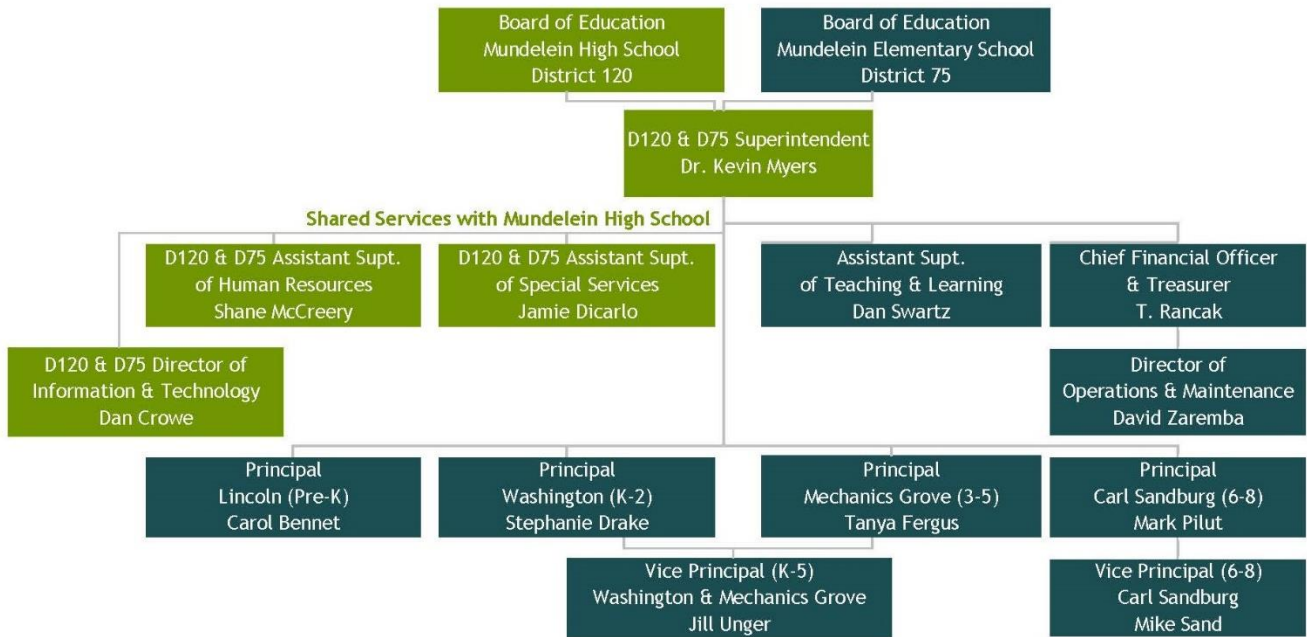 Board of Education
Mundelein High School
District 120
Board of Education
Mundelein Elementary School
District 75
D120 & D75 Superintendent
Dr. Kevin Myers
Shared Services with Mundelein High School
D120 & D75 Assistant Supt.
of Human Resources
Shane McCreery
D120 & D75 Assistant Supt.
of Special Services
Jamie Dicarlo
Assistant Supt.
of Teaching & Learning
Dan Swartz
Chief Financial Officer
& Treasurer
T. Rancak
D120 & D75 Director of
Information & Technology
Dan Crowe
Director of
Operations & Maintenance
David Zaremba
Principal
Lincoln (Pre-K)
Carol Bennet
Principal
Washington (K-2)
Stephanie Drake
Principal
Mechanics Grove (3-5)
Tanya Fergus
Principal
Carl Sandburg (6-8)
Mark Pilut
Vice Principal (K-5)
Washington & Mechanics Grove
Jill Unger
Vice Principal (6-8)
Carl Sandburg
Mike Sand